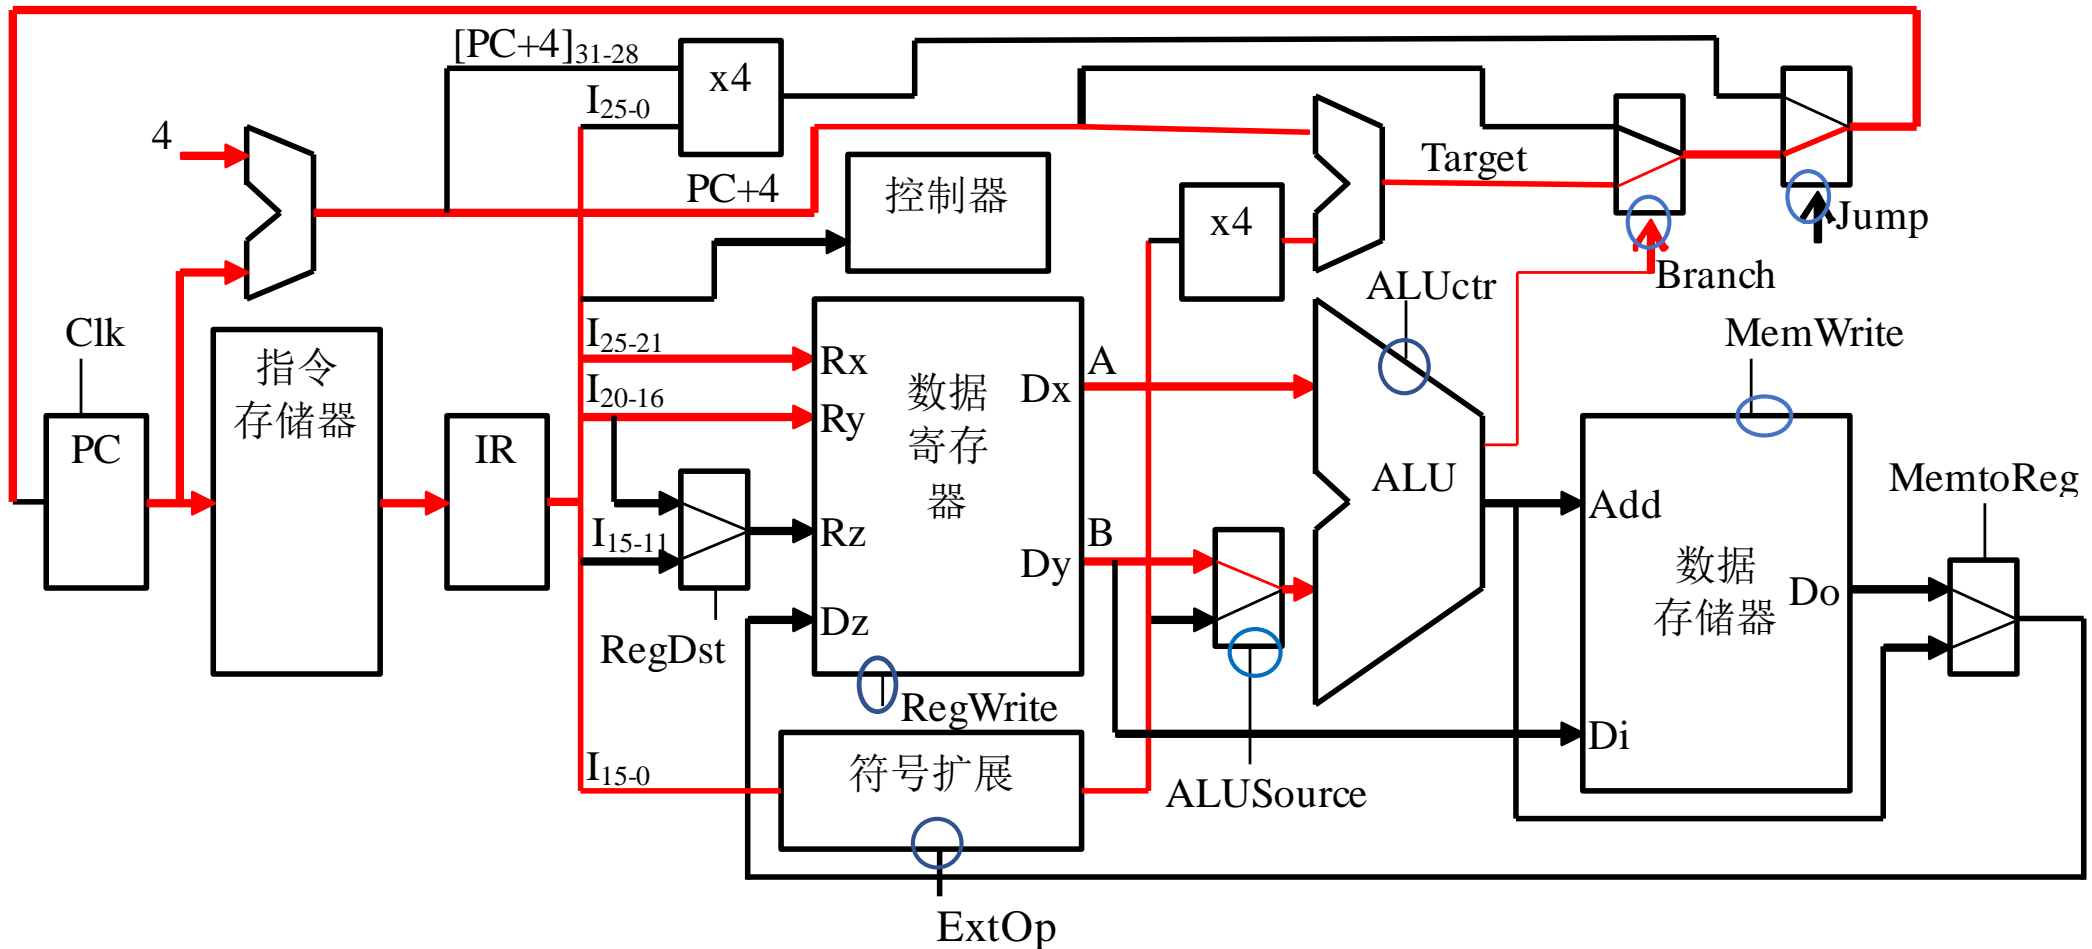 [PC+4]31-28
x4
I25-0
4
PC+4
控制器
Target
x4
Jump
Branch
ALUctr
Clk
MemWrite
指令
存储器
I25-21
Rx
I20-16
Ry
数据
寄存
器
Dx
A
PC
IR
ALU
MemtoReg
Add
I15-11
Rz
B
Dy
数据
存储器
Do
Dz
RegDst
RegWrite
Di
I15-0
符号扩展
ALUSource
ExtOp